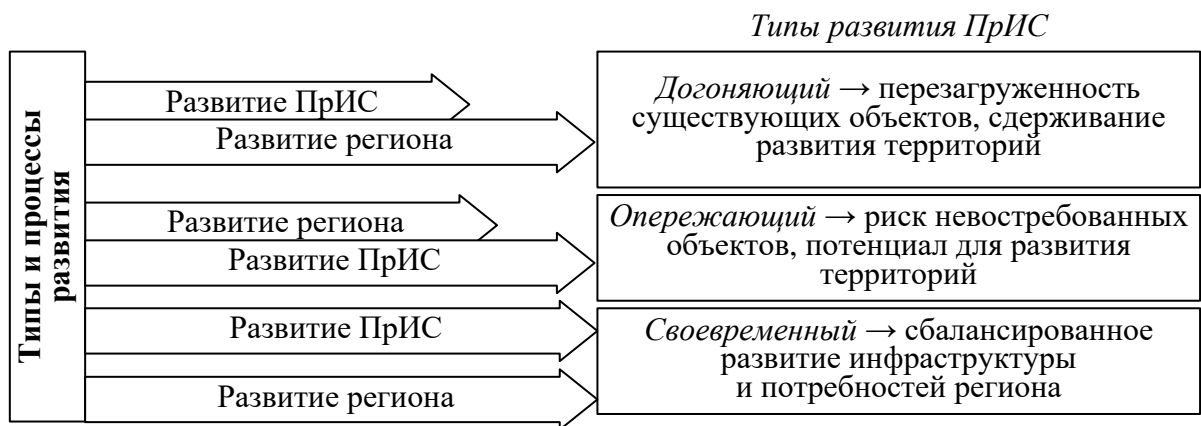 Типы развития ПрИС
Типы и процессы
развития
Развитие ПрИС
Развитие региона
Догоняющий → перезагруженность
существующих объектов, сдерживание
развития территорий
Развитие региона
Развитие ПрИС
Опережающий → риск невостребованных
объектов, потенциал для развития
территорий
Развитие ПрИС
Развитие региона
Своевременный → сбалансированное
развитие инфраструктуры
и потребностей региона